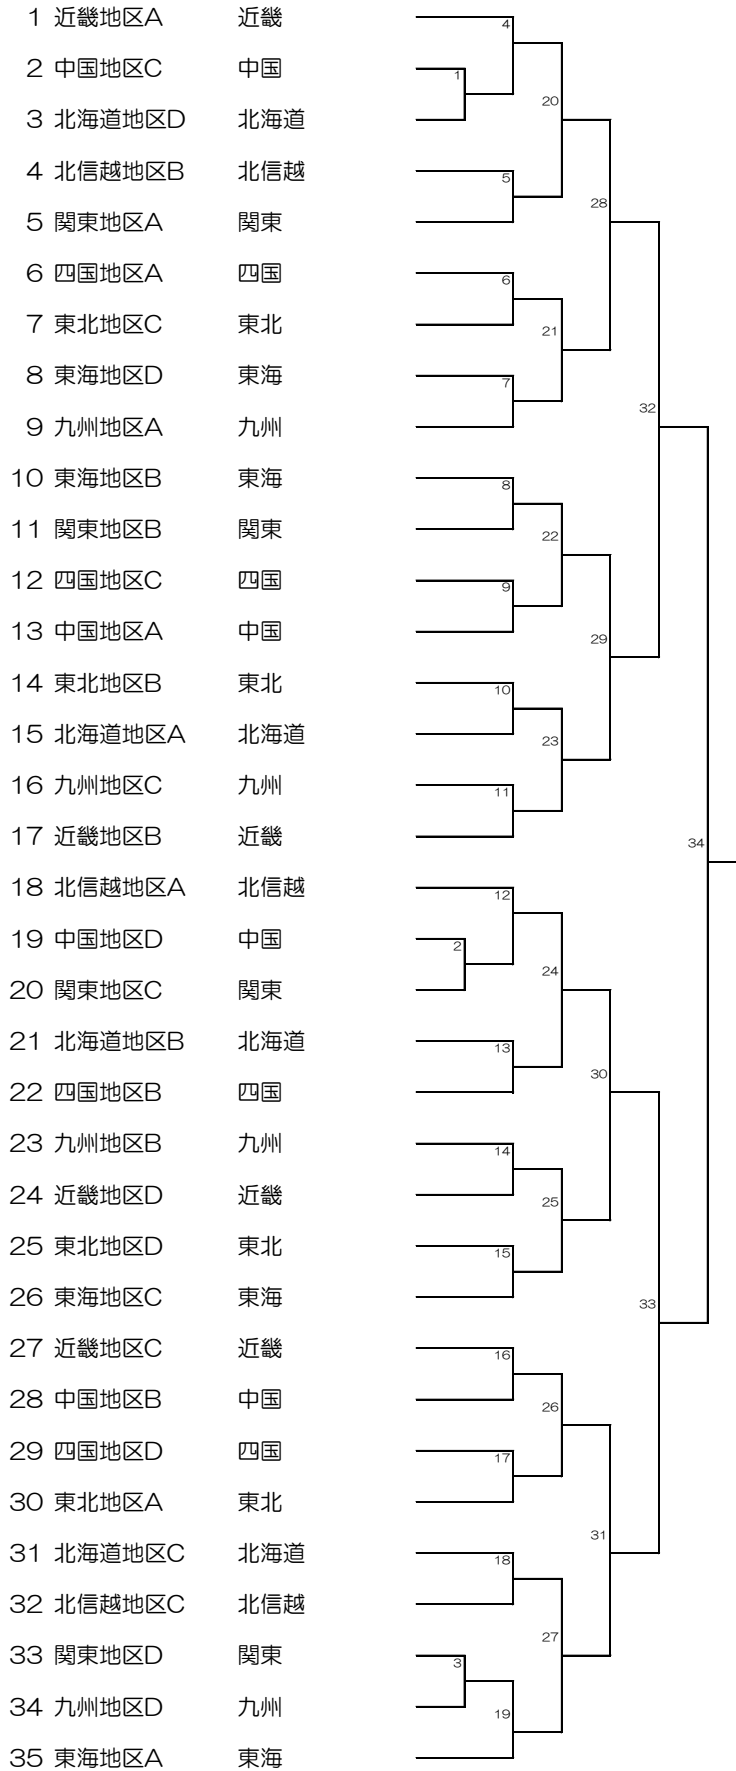 1 近畿地区A 近畿
4
2 中国地区C 中国
1
20
3 北海道地区D 北海道
4 北信越地区B 北信越
5
28
5 関東地区A 関東
6 四国地区A 四国
6
7 東北地区C 東北
21
8 東海地区D 東海
7
32
9 九州地区A 九州
10 東海地区B 東海
8
11 関東地区B 関東
22
12 四国地区C 四国
9
13 中国地区A 中国
29
14 東北地区B 東北
10
15 北海道地区A 北海道
23
16 九州地区C 九州
11
17 近畿地区B 近畿
34
18 北信越地区A 北信越
12
19 中国地区D 中国
2
24
20 関東地区C 関東
21 北海道地区B 北海道
13
30
22 四国地区B 四国
23 九州地区B 九州
14
24 近畿地区D 近畿
25
25 東北地区D 東北
15
26 東海地区C 東海
33
27 近畿地区C 近畿
16
28 中国地区B 中国
26
29 四国地区D 四国
17
30 東北地区A 東北
31
31 北海道地区C 北海道
18
32 北信越地区C 北信越
27
33 関東地区D 関東
3
34 九州地区D 九州
19
35 東海地区A 東海